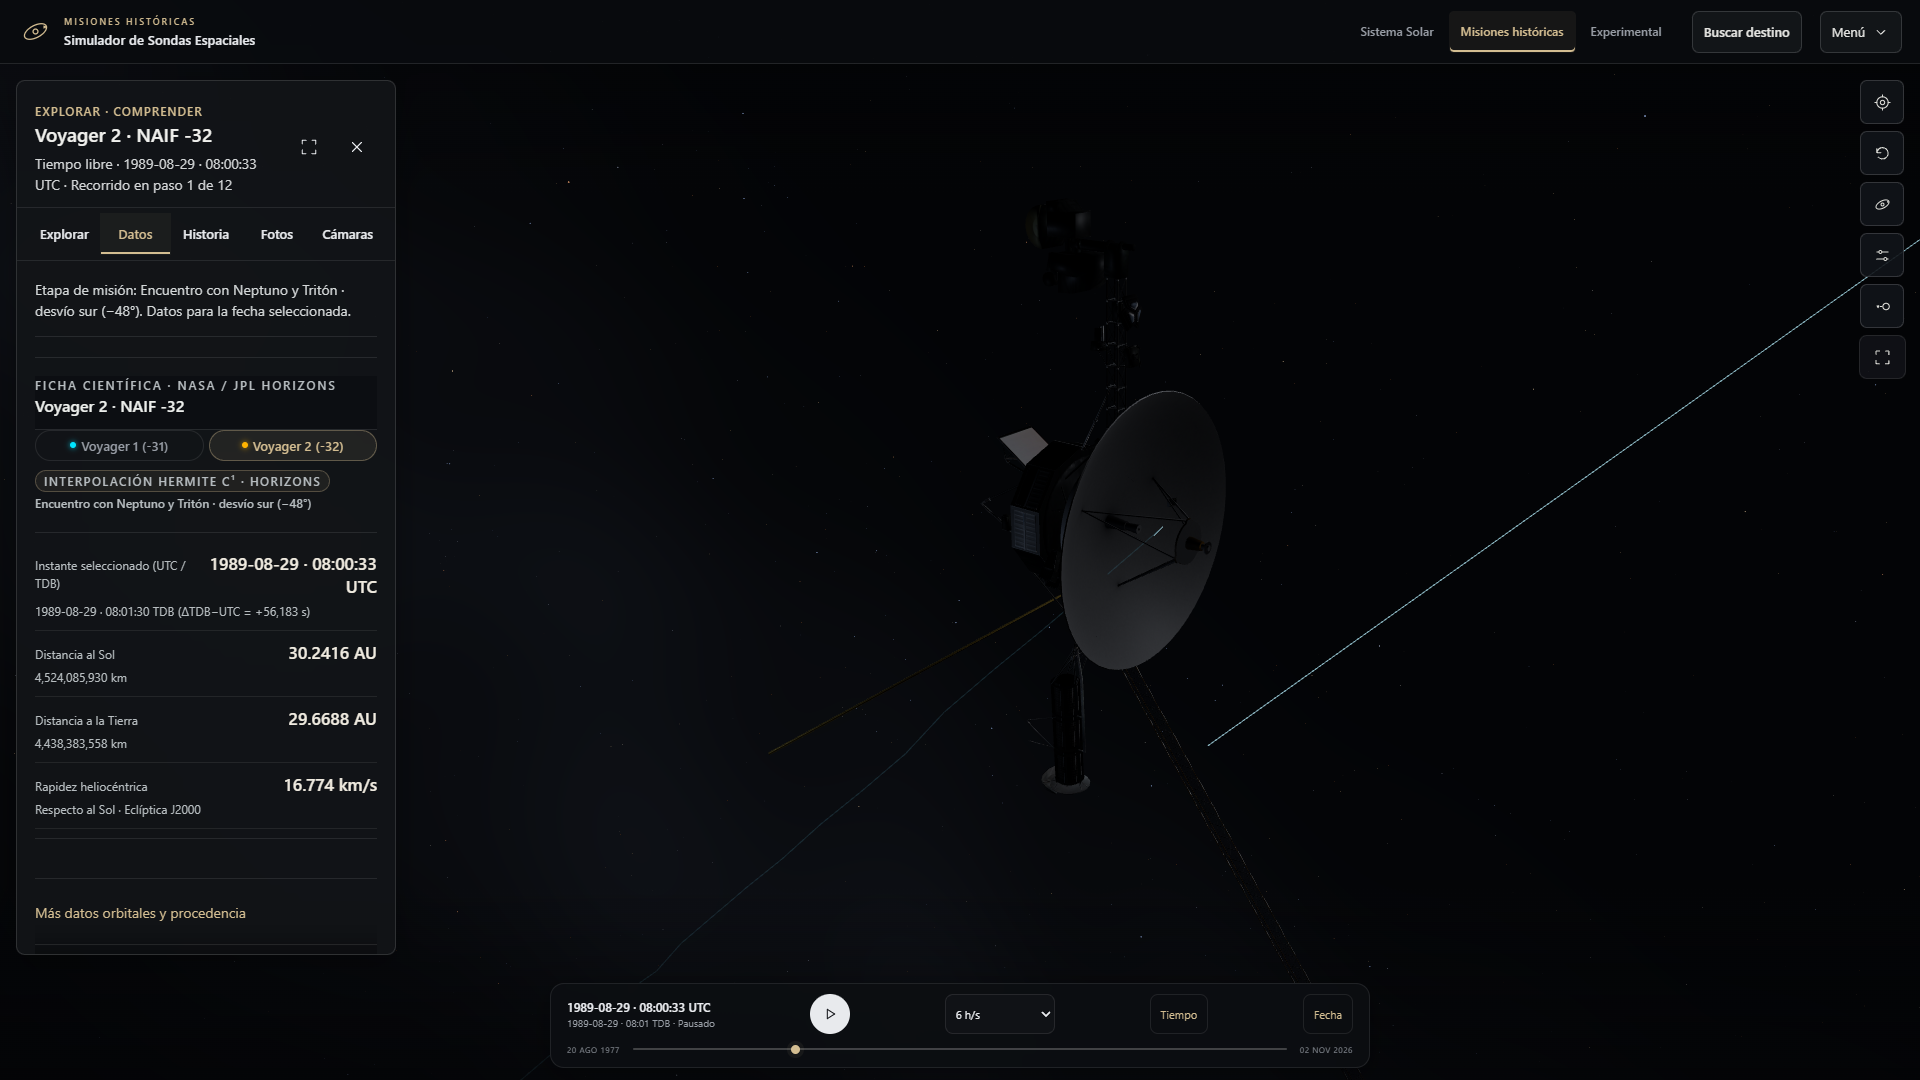 MISIONES HISTÓRICAS
Simulador de Sondas Espaciales
Sistema Solar
Misiones históricas
Experimental
Buscar destino
Menú
EXPLORAR · COMPRENDER
Voyager 2 · NAIF -32
Tiempo libre · 1989-08-29 · 08:00:33
UTC · Recorrido en paso 1 de 12
Explorar
Datos
Historia
Fotos
Cámaras
Etapa de misión: Encuentro con Neptuno y Tritón ·
desvío sur (−48°). Datos para la fecha seleccionada.
FICHA CIENTÍFICA · NASA / JPL HORIZONS
Voyager 2 · NAIF -32
Voyager 1 (-31)
Voyager 2 (-32)
INTERPOLACIÓN HERMITE C¹ · HORIZONS
Encuentro con Neptuno y Tritón · desvío sur (−48°)
Instante seleccionado (UTC /
TDB)
1989-08-29 · 08:00:33
UTC
1989-08-29 · 08:01:30 TDB (ΔTDB−UTC = +56,183 s)
Distancia al Sol
30.2416 AU
4,524,085,930 km
Distancia a la Tierra
29.6688 AU
4,438,383,558 km
Rapidez heliocéntrica
16.774 km/s
Respecto al Sol · Eclíptica J2000
Más datos orbitales y procedencia
1989-08-29 · 08:00:33 UTC
1989-08-29 · 08:01 TDB · Pausado
6 h/s
Tiempo
Fecha
20 AGO 1977
02 NOV 2026